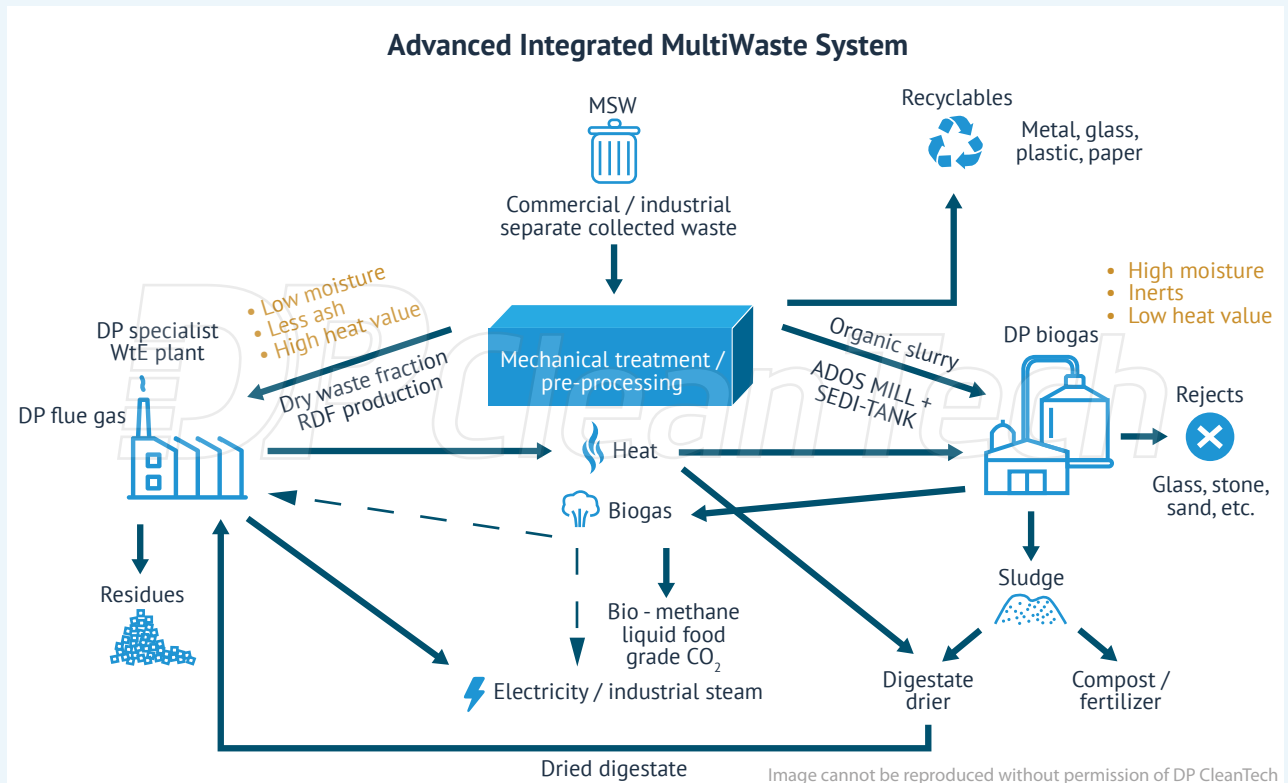 Advanced Integrated MultiWaste System
MSW
Commercial / industrial
separate collected waste
Recyclables
Metal, glass,
plastic, paper
• Low moisture
• Less ash
• High heat value
• High moisture
• Inerts
• Low heat value
DP specialist
WtE plant
DP flue gas
Dry waste fraction
RDF production
Mechanical treatment /
pre-processing
Organic slurry
ADOS MILL +
SEDI-TANK
DP biogas
Rejects
Glass, stone,
sand, etc.
Heat
Biogas
Residues
Bio - methane
liquid food
grade CO₂
Electricity / industrial steam
Sludge
Digestate
drier
Compost /
fertilizer
Dried digestate
DP CleanTech
Image cannot be reproduced without permission of DP CleanTech